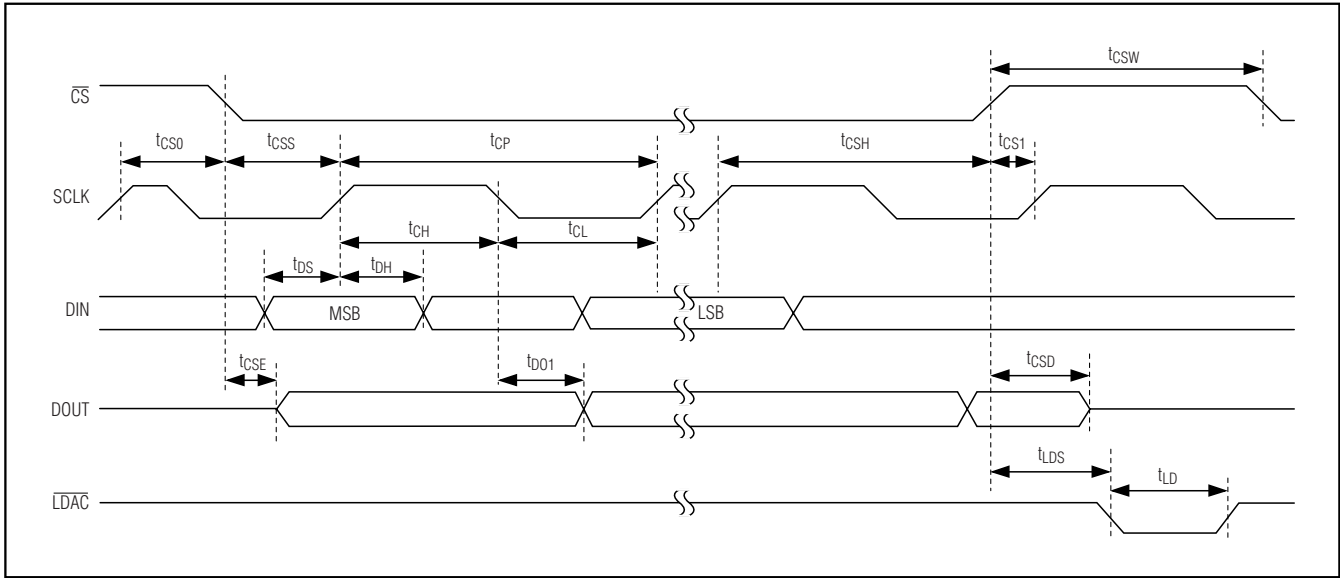 tCSW
CS
tCS0 tCSS tCP tCSH tCS1
SCLK
tCH tCL
tDS tDH
DIN MSB LSB
tCSE tD01 tCSD
DOUT
tLDS tLD
LDAC